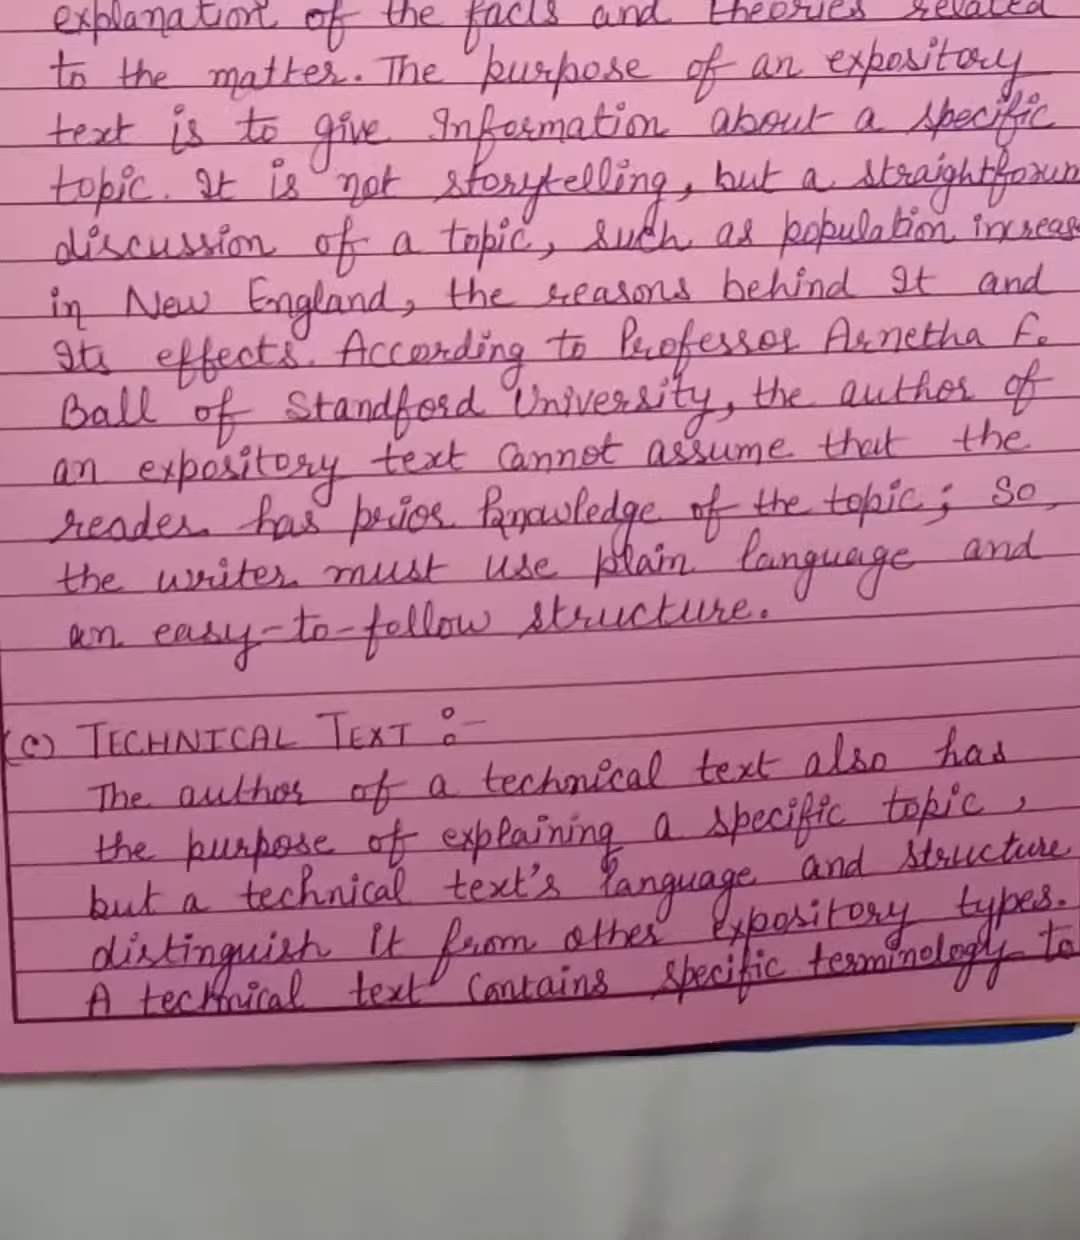 explanation of the facts and theories related
to the matter. The purpose of an expository
text is to give Information about a specific
topic. It is not storytelling, but a straightforw
discussion of a topic, such as population increas
in New England, the reasons behind It and
Its effects. According to Professor Arnetha F.
Ball of Standford University, the author of
an expository text cannot assume that the
reader has prior knowledge of the topic; So
the writer must use plain language and
an easy-to-follow structure.
(c) TECHNICAL TEXT :-
The author of a technical text also has
the purpose of explaining a specific topic,
but a technical text's language and structure
distinguish it from other expository types.
A technical text contains specific terminology to